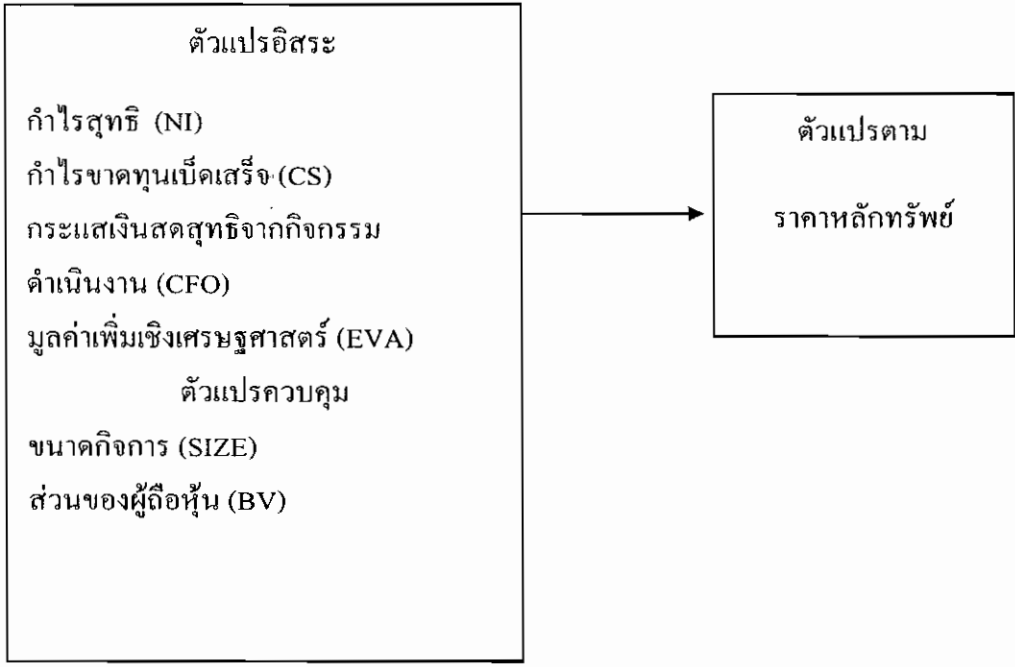 ตัวแปรอิสระ
กำไรสุทธิ (NI)
กำไรขาดทุนเบ็ดเสร็จ (CS)
กระแสเงินสดสุทธิจากกิจกรรม
ดำเนินงาน (CFO)
มูลค่าเพิ่มเชิงเศรษฐศาสตร์ (EVA)
ตัวแปรควบคุม
ขนาดกิจการ (SIZE)
ส่วนของผู้ถือหุ้น (BV)
ตัวแปรตาม
ราคาหลักทรัพย์